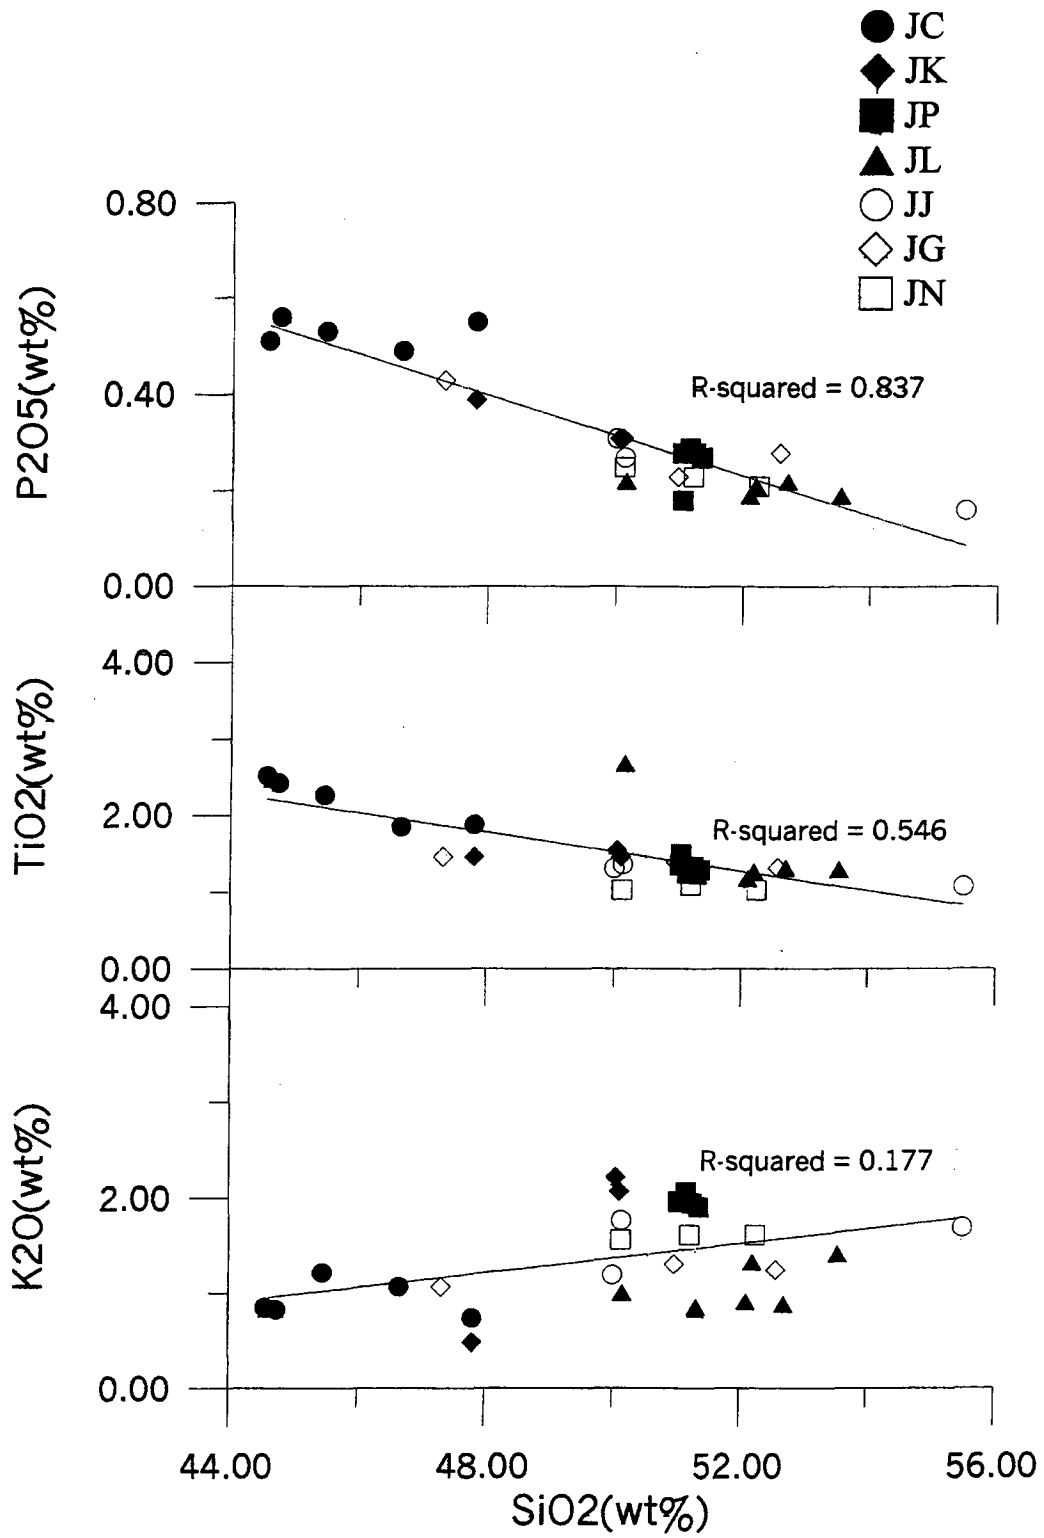 JC
JK
JP
JL
JJ
JG
JN
0.80
0.40
0.00
P2O5(wt%)
R-squared = 0.837
4.00
2.00
0.00
TiO2(wt%)
R-squared = 0.546
4.00
2.00
0.00
K2O(wt%)
R-squared = 0.177
44.00 48.00 52.00 56.00
SiO2(wt%)